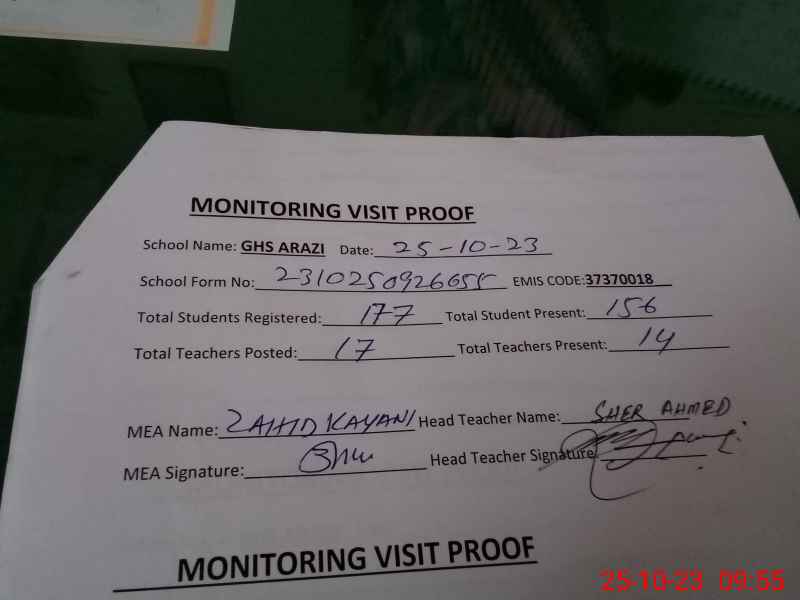 MONITORING VISIT PROOF
School Name: GHS ARAZI Date: 25-10-23
School Form No: 2310250926655 EMIS CODE:37370018
Total Students Registered: 177 Total Student Present: 156
Total Teachers Posted: 17 Total Teachers Present: 14
MEA Name: ZAHID KAYANI Head Teacher Name: SHER AHMED
MEA Signature: Head Teacher Signature
MONITORING VISIT PROOF
25-10-23 09:55